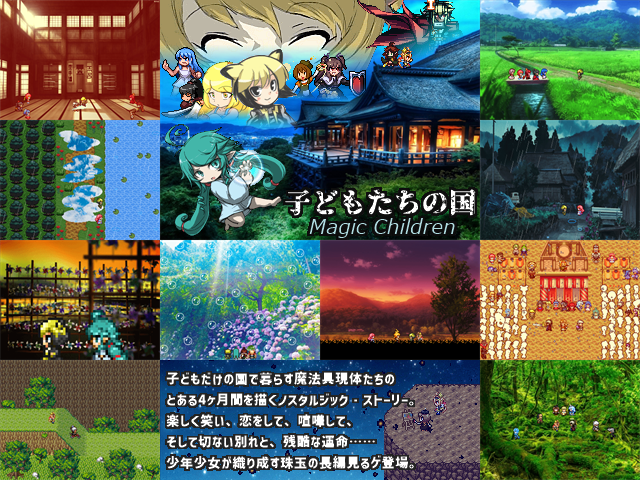 子どもたちの国
Magic Children
子どもだけの国で暮らす魔法具現体たちの
とある4ヶ月間を描くノスタルジック・ストーリー。
楽しく笑い、恋をして、喧嘩して、
そして切ない別れと、残酷な運命……
少年少女が織り成す珠玉の長編見るゲ登場。